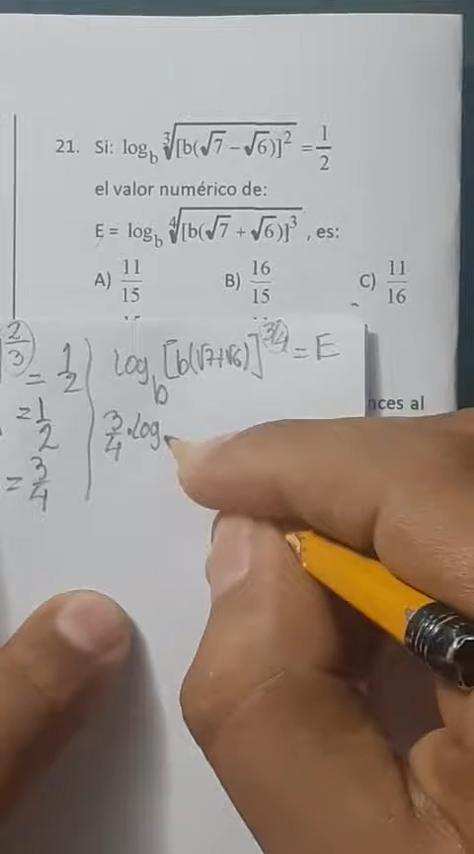 21. Si: log_b ∛([b(√7 − √6)]²) = 1/2
el valor numérico de:
E = log_b ∜([b(√7 + √6)]³) , es:
A) 11/15 B) 16/15 C) 11/16
nces al
2/3 = 1/2
= 1/2
= 3/4
log_b [b(√7+√6)]^(3/4) = E
3/4 · log